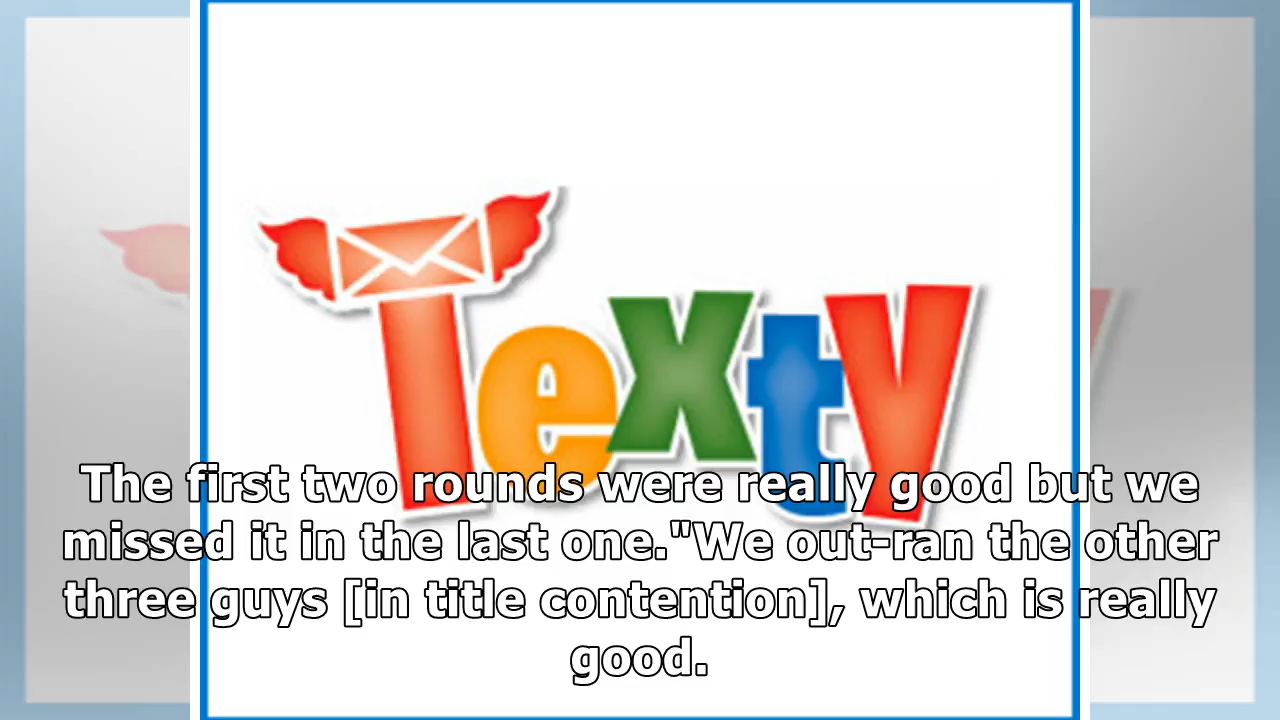 Texty
The first two rounds were really good but we
missed it in the last one."We out-ran the other
three guys [in title contention], which is really
good.